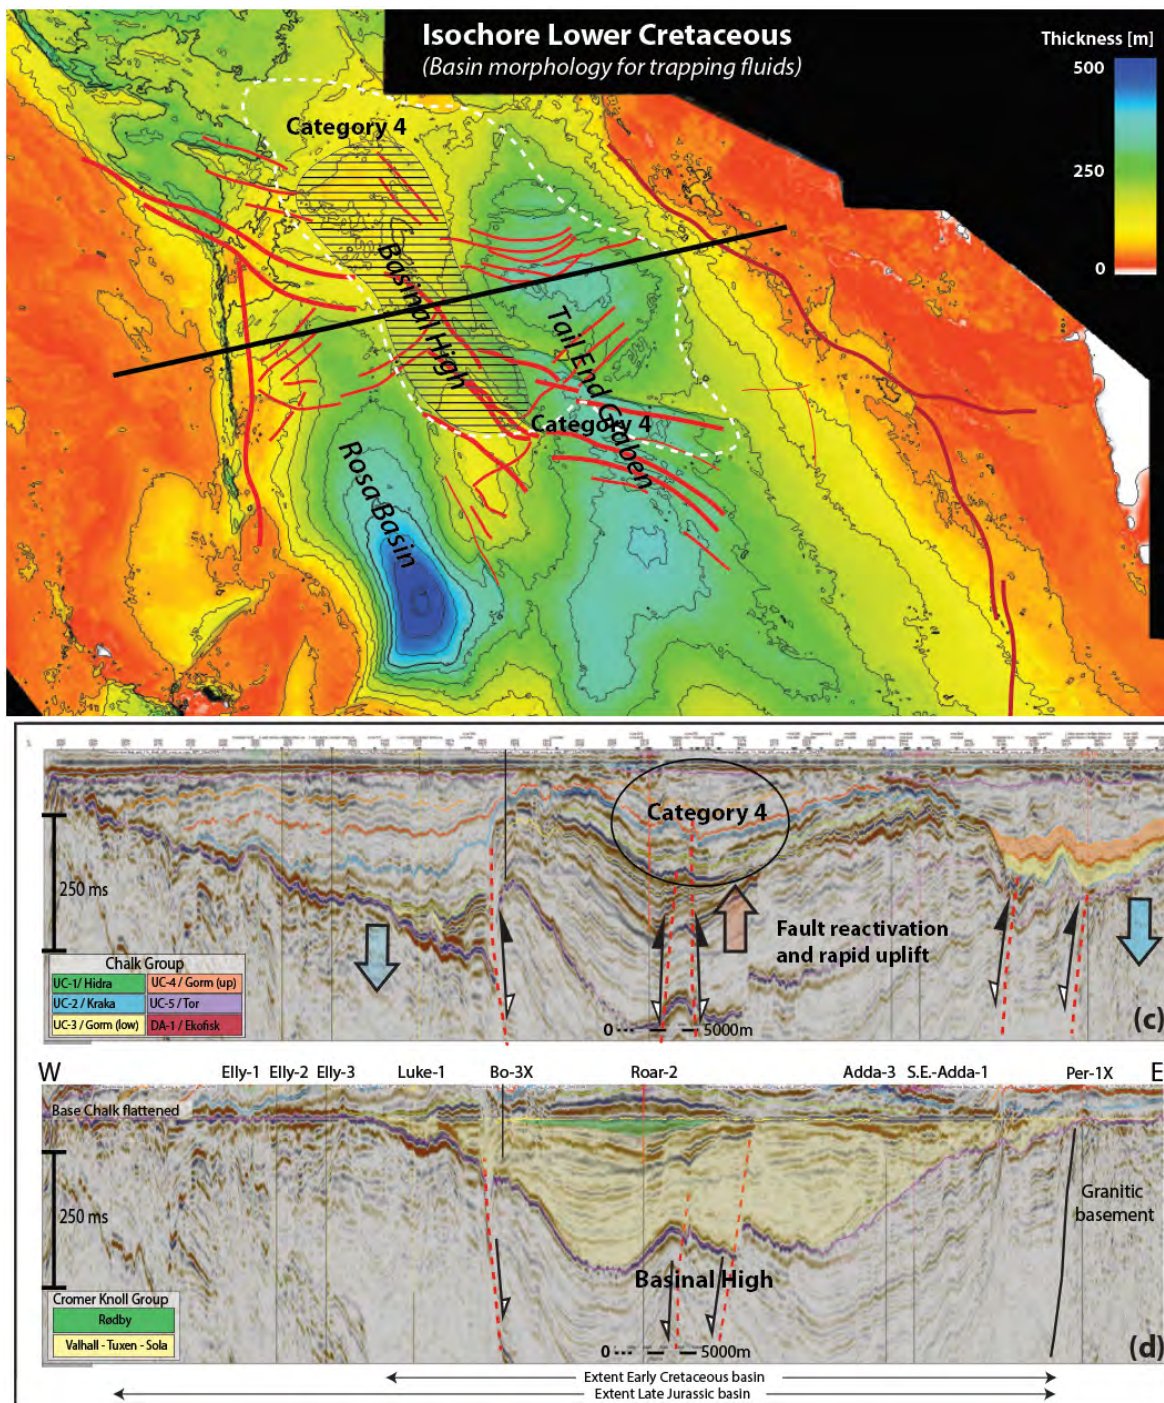 Isochore Lower Cretaceous
(Basin morphology for trapping fluids)
Thickness [m]
500
250
0
Category 4
Basinal High
Tail End Graben
Category 4
Rosa Basin
Category 4
250 ms
Fault reactivation
and rapid uplift
Chalk Group
UC-1/ Hidra
UC-4 / Gorm (up)
UC-2 / Kraka
UC-5 / Tor
UC-3 / Gorm (low)
DA-1 / Ekofisk
0
5000m
(c)
W
Elly-1
Elly-2
Elly-3
Luke-1
Bo-3X
Roar-2
Adda-3
S.E.-Adda-1
Per-1X
E
Base Chalk flattened
250 ms
Granitic
basement
Basinal High
Cromer Knoll Group
Rødby
Valhall - Tuxen - Sola
0
5000m
(d)
Extent Early Cretaceous basin
Extent Late Jurassic basin